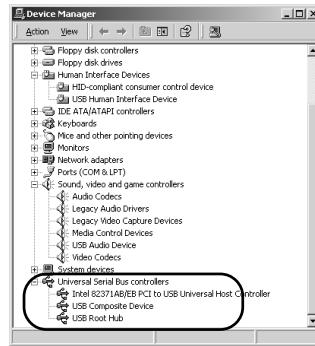 Device Manager
Action View
Floppy disk controllers
Floppy disk drives
Human Interface Devices
HID-compliant consumer control device
USB Human Interface Device
IDE ATA/ATAPI controllers
Keyboards
Mice and other pointing devices
Monitors
Network adapters
Ports (COM & LPT)
Sound, video and game controllers
Audio Codecs
Legacy Audio Drivers
Legacy Video Capture Devices
Media Control Devices
USB Audio Device
Video Codecs
System devices
Universal Serial Bus controllers
Intel 82371AB/EB PCI to USB Universal Host Controller
USB Composite Device
USB Root Hub